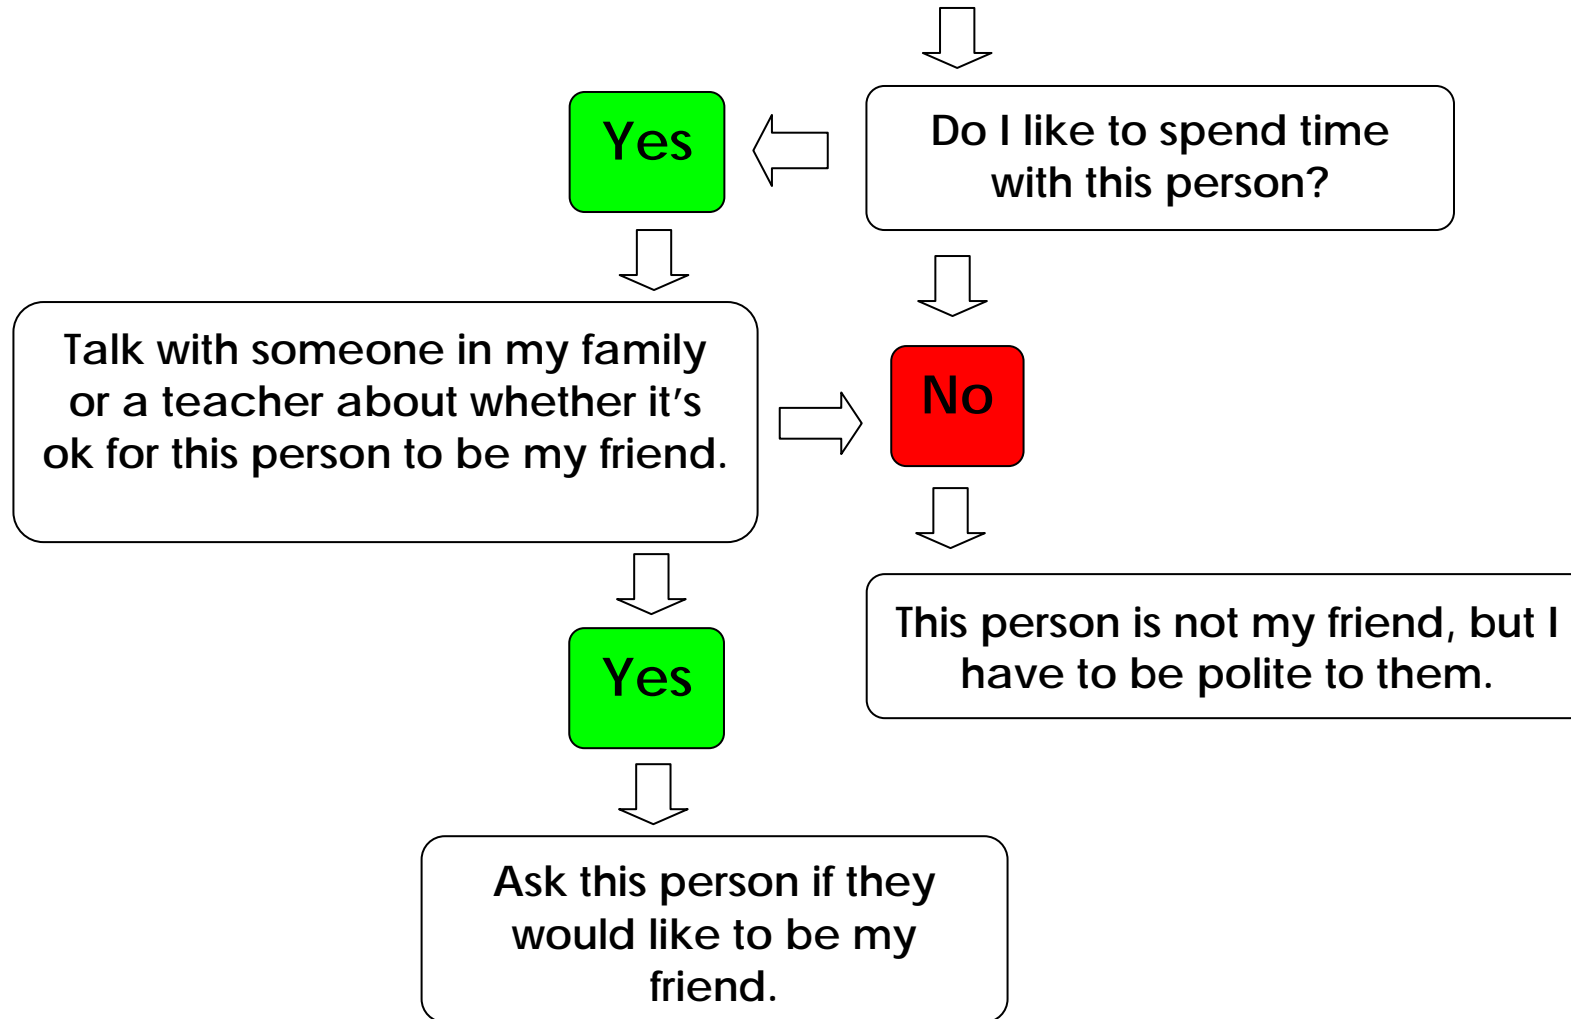 Do I like to spend time
with this person?
Yes
Talk with someone in my family
or a teacher about whether it's
ok for this person to be my friend.
No
This person is not my friend, but I
have to be polite to them.
Yes
Ask this person if they
would like to be my
friend.